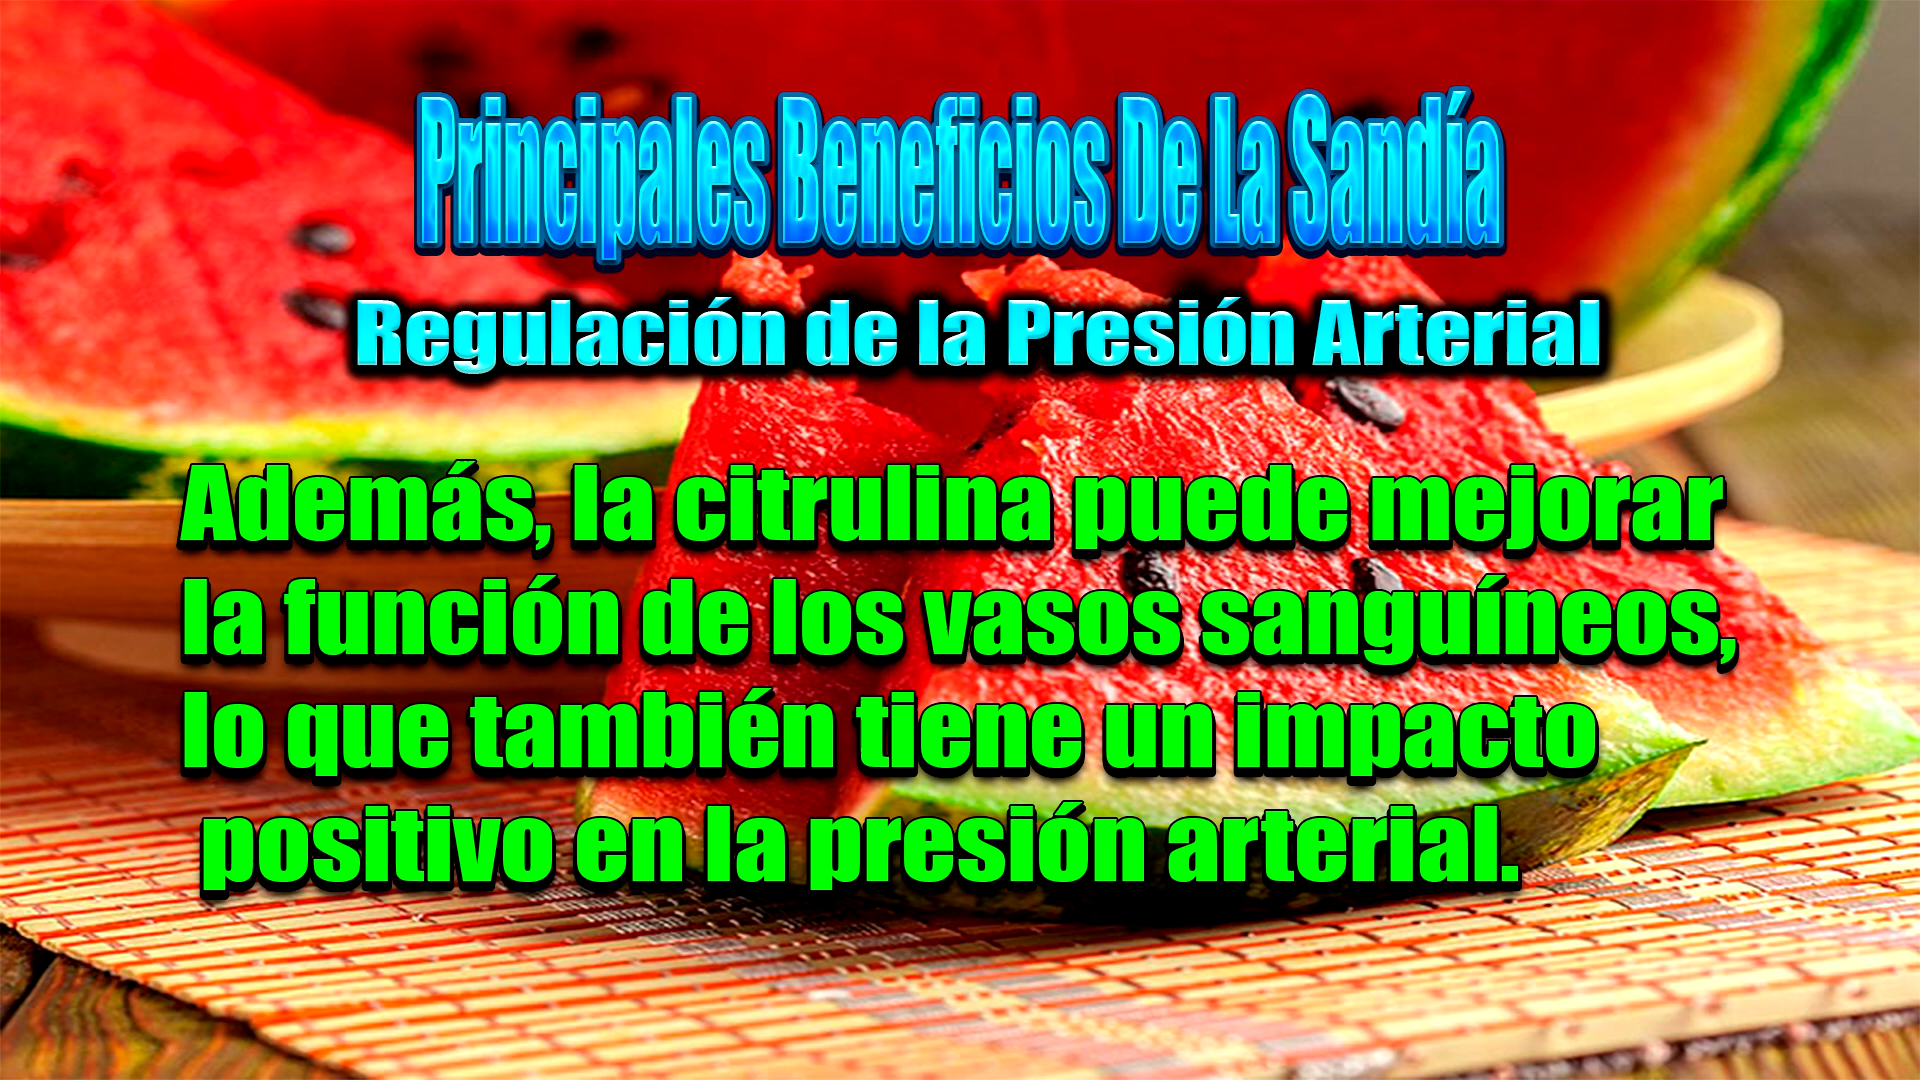 Principales Beneficios De La Sandía
Regulación de la Presión Arterial
Además, la citrulina puede mejorar
la función de los vasos sanguíneos,
lo que también tiene un impacto
positivo en la presión arterial.